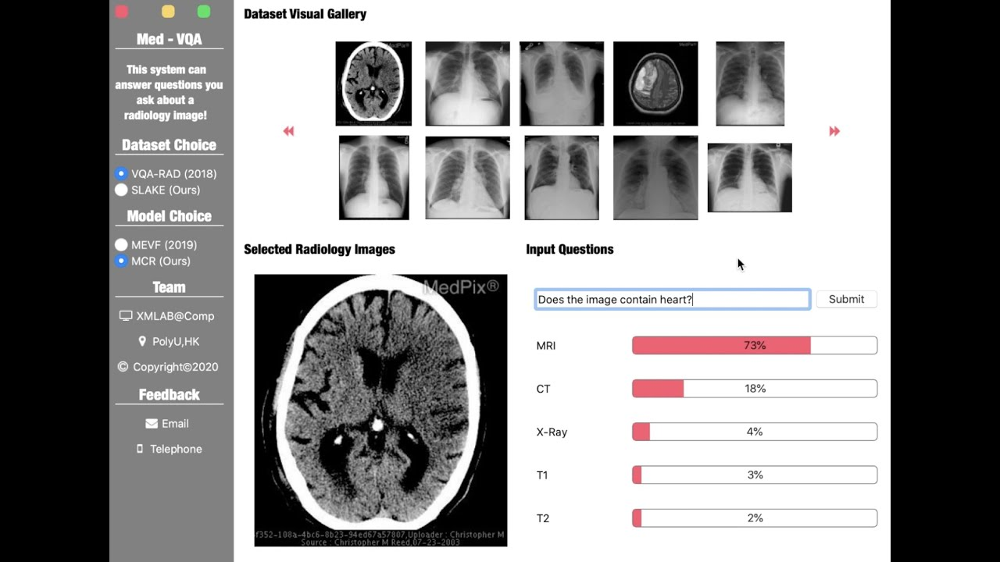 Med - VQA
This system can
answer questions you
ask about a
radiology image!
Dataset Choice
VQA-RAD (2018)
SLAKE (Ours)
Model Choice
MEVF (2019)
MCR (Ours)
Team
XMLAB@Comp
PolyU,HK
Copyright©2020
Feedback
Email
Telephone
Dataset Visual Gallery
Selected Radiology Images
MedPix®
f352-108a-4bc6-8b23-94ed67a57807,Uploader : Christopher M
Source : Christopher M Reed,07-23-2003
Input Questions
Does the image contain heart?
Submit
MRI 73%
CT 18%
X-Ray 4%
T1 3%
T2 2%